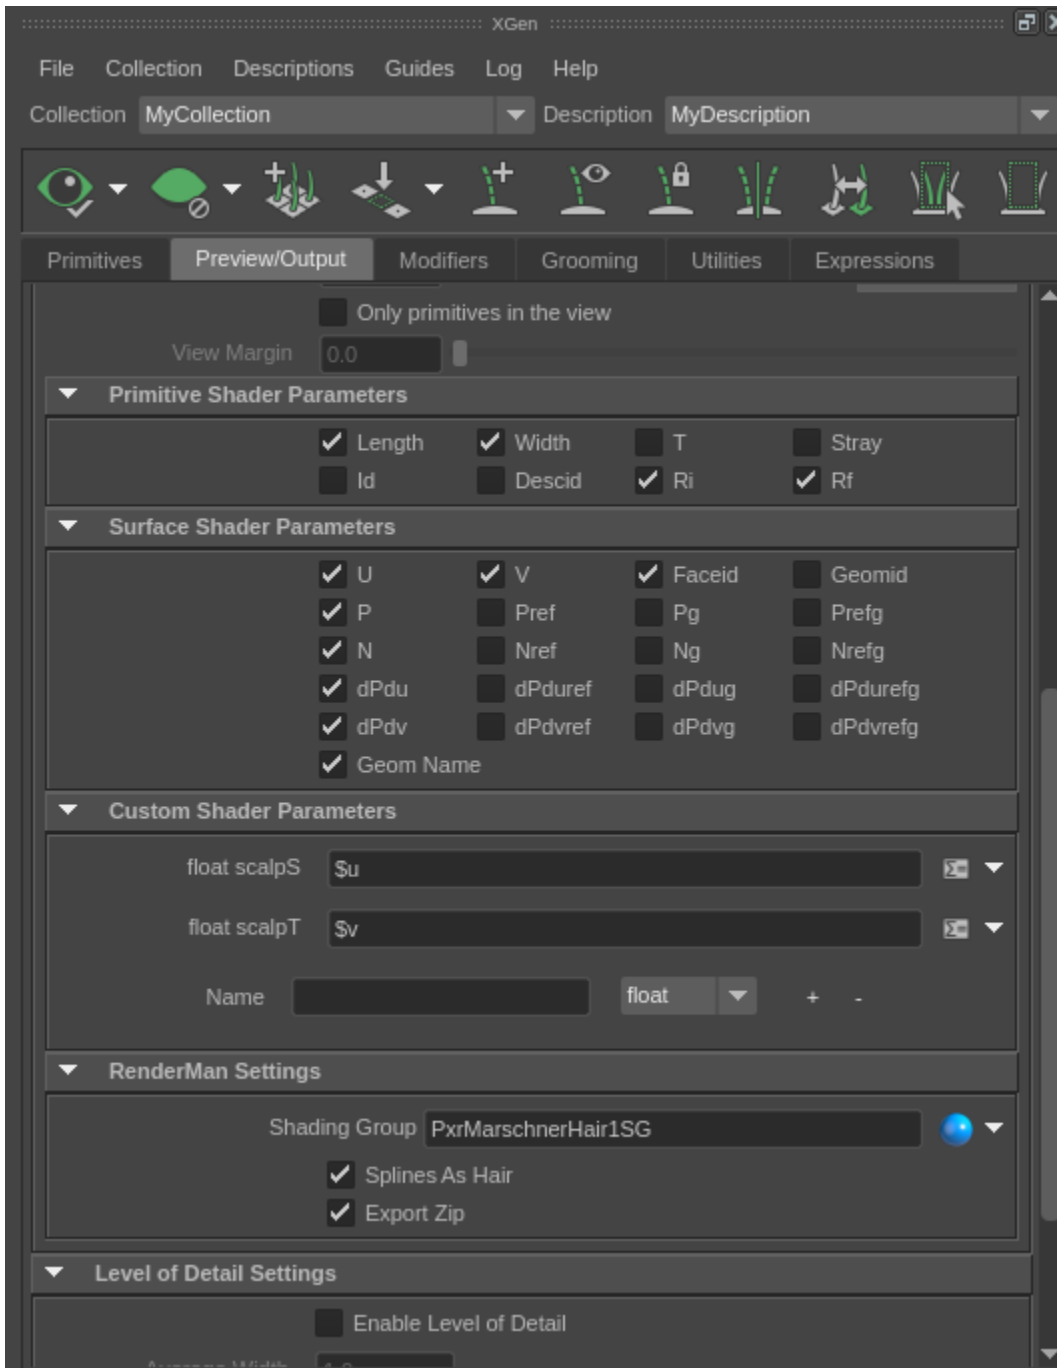 XGen
File Collection Descriptions Guides Log Help
Collection MyCollection Description MyDescription
Primitives Preview/Output Modifiers Grooming Utilities Expressions
Only primitives in the view
View Margin 0.0
Primitive Shader Parameters
Length Width T Stray
Id Descid Ri Rf
Surface Shader Parameters
U V Faceid Geomid
P Pref Pg Prefg
N Nref Ng Nrefg
dPdu dPduref dPdug dPdurefg
dPdv dPdvref dPdvg dPdvrefg
Geom Name
Custom Shader Parameters
float scalpS $u
float scalpT $v
Name float + -
RenderMan Settings
Shading Group PxrMarschnerHair1SG
Splines As Hair
Export Zip
Level of Detail Settings
Enable Level of Detail
Average Width 1.0